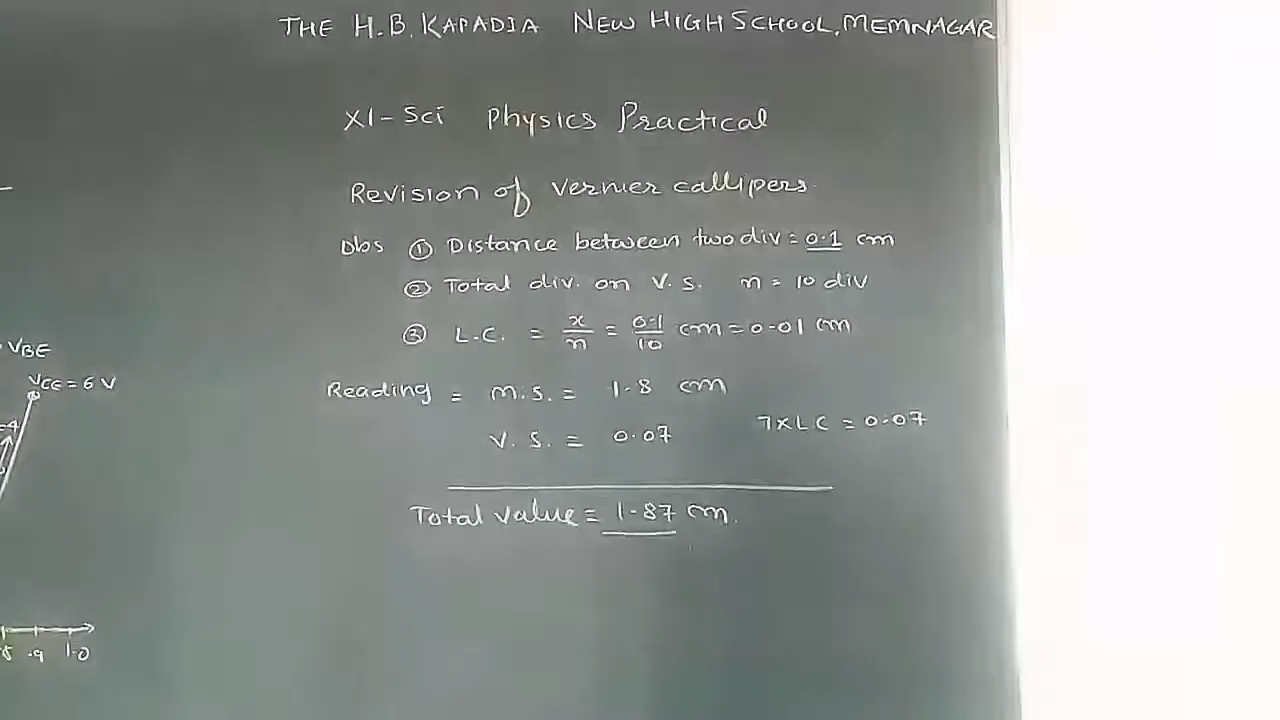 THE H.B. KAPADIA NEW HIGH SCHOOL, MEMNAGAR
XI-Sci Physics Practical
Revision of Vernier callipers.
Obs ① Distance between two div = 0.1 cm
② Total div. on V.S. n = 10 div
③ L.C. = x/n = 0.1/10 cm = 0.01 cm
Reading = M.S. = 1.8 cm
V.S. = 0.07 7 x LC = 0.07
Total value = 1.87 cm.
VBE
VCE = 6 V
.9 1.0